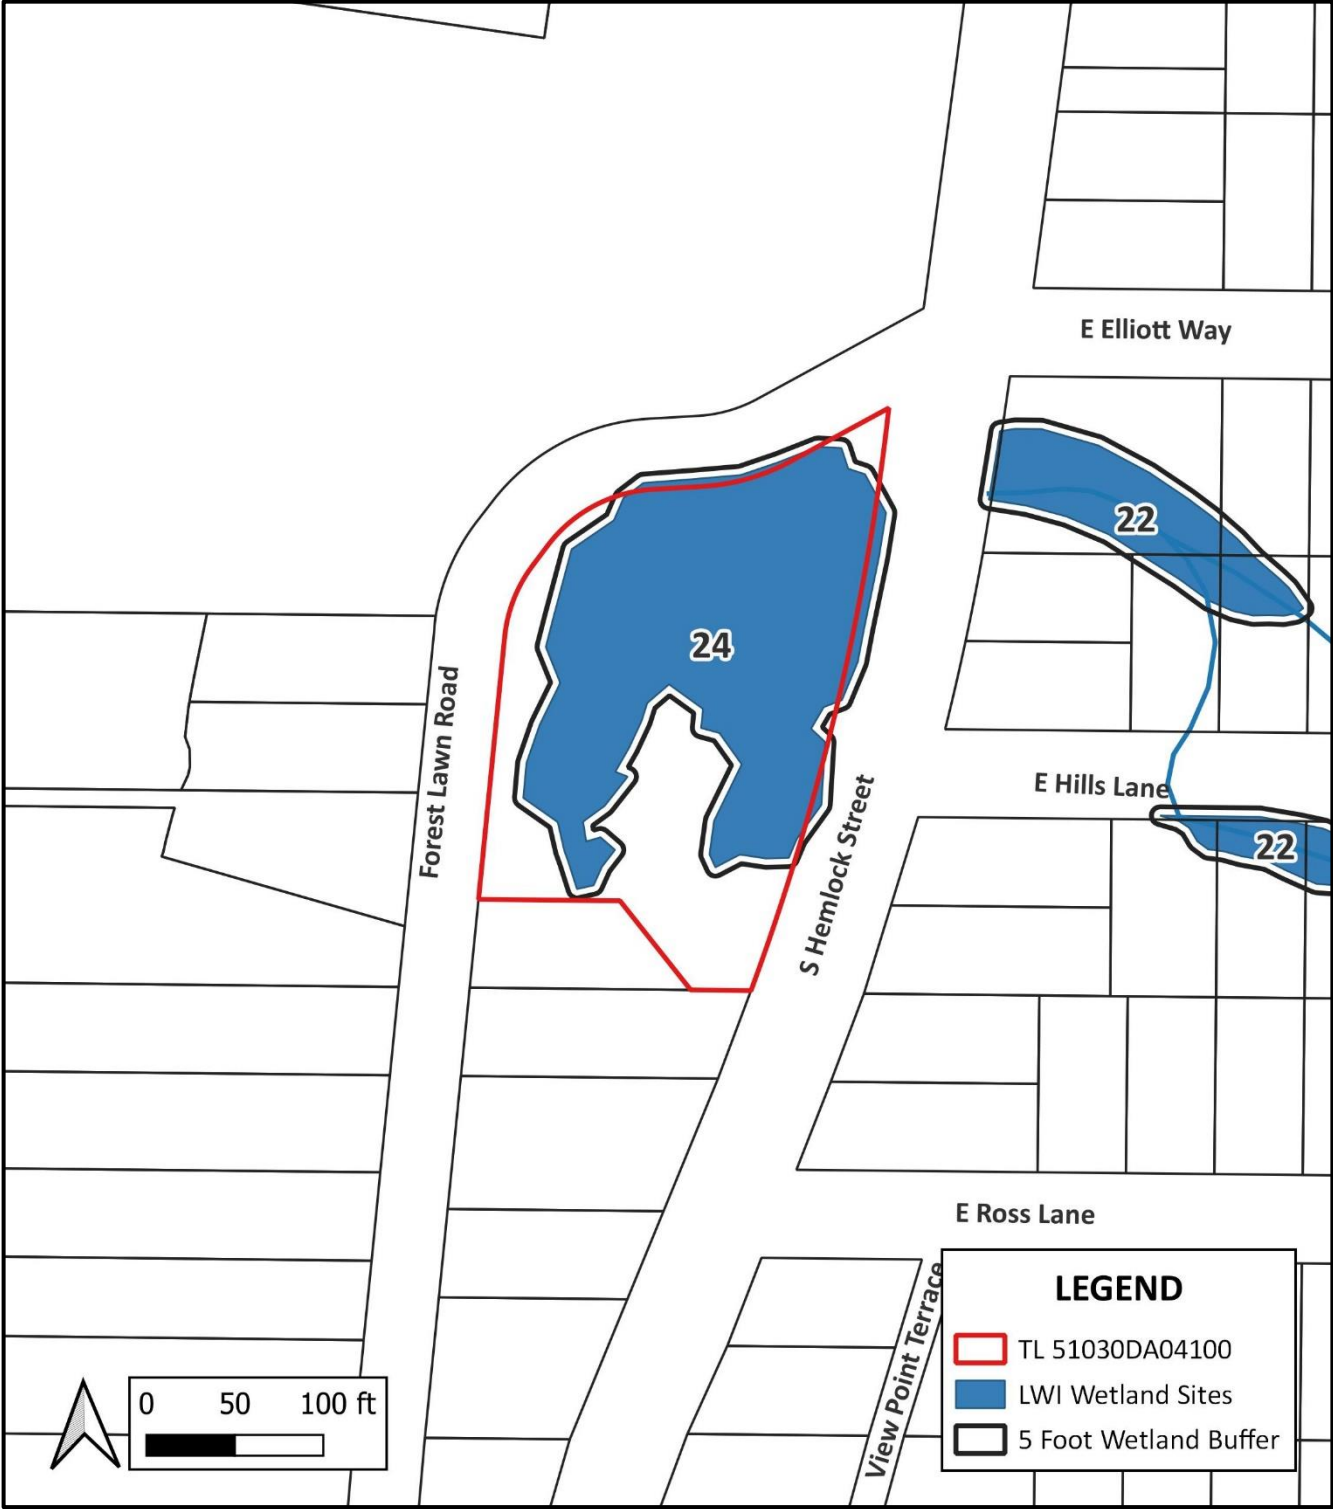 E Elliott Way
22
24
Forest Lawn Road
E Hills Lane
S Hemlock Street
22
E Ross Lane
View Point Terrace
LEGEND
TL 51030DA04100
LWI Wetland Sites
5 Foot Wetland Buffer
0 50 100 ft